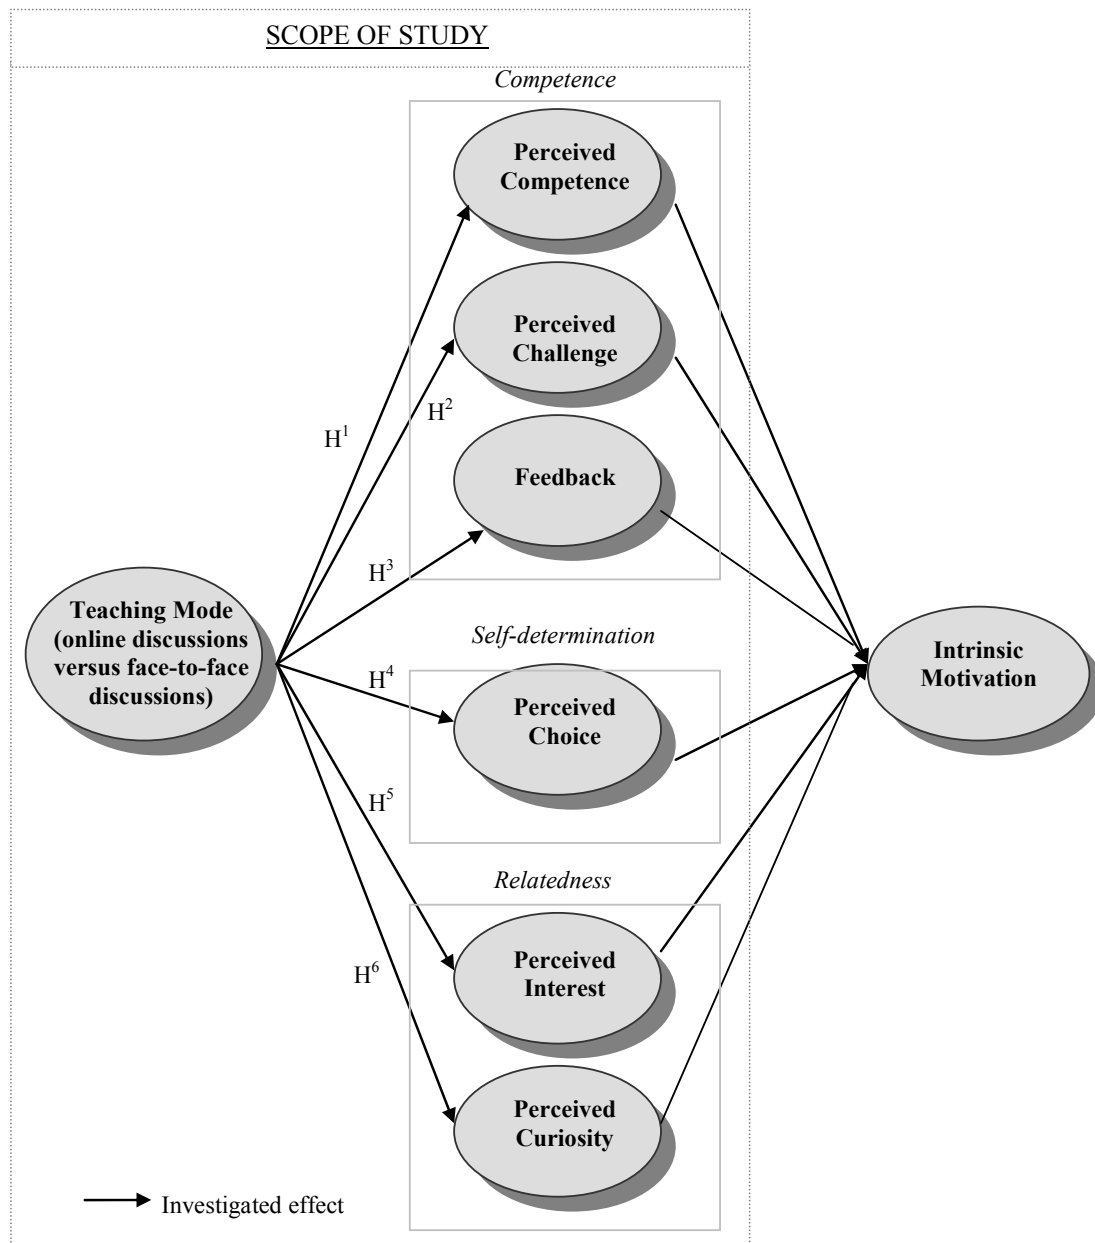 SCOPE OF STUDY
Competence
Perceived
Competence
Perceived
Challenge
H²
H¹
Feedback
H³
Teaching Mode
(online discussions
versus face-to-face
discussions)
Self-determination
H⁴
Perceived
Choice
Intrinsic
Motivation
H⁵
Relatedness
Perceived
Interest
H⁶
Perceived
Curiosity
Investigated effect